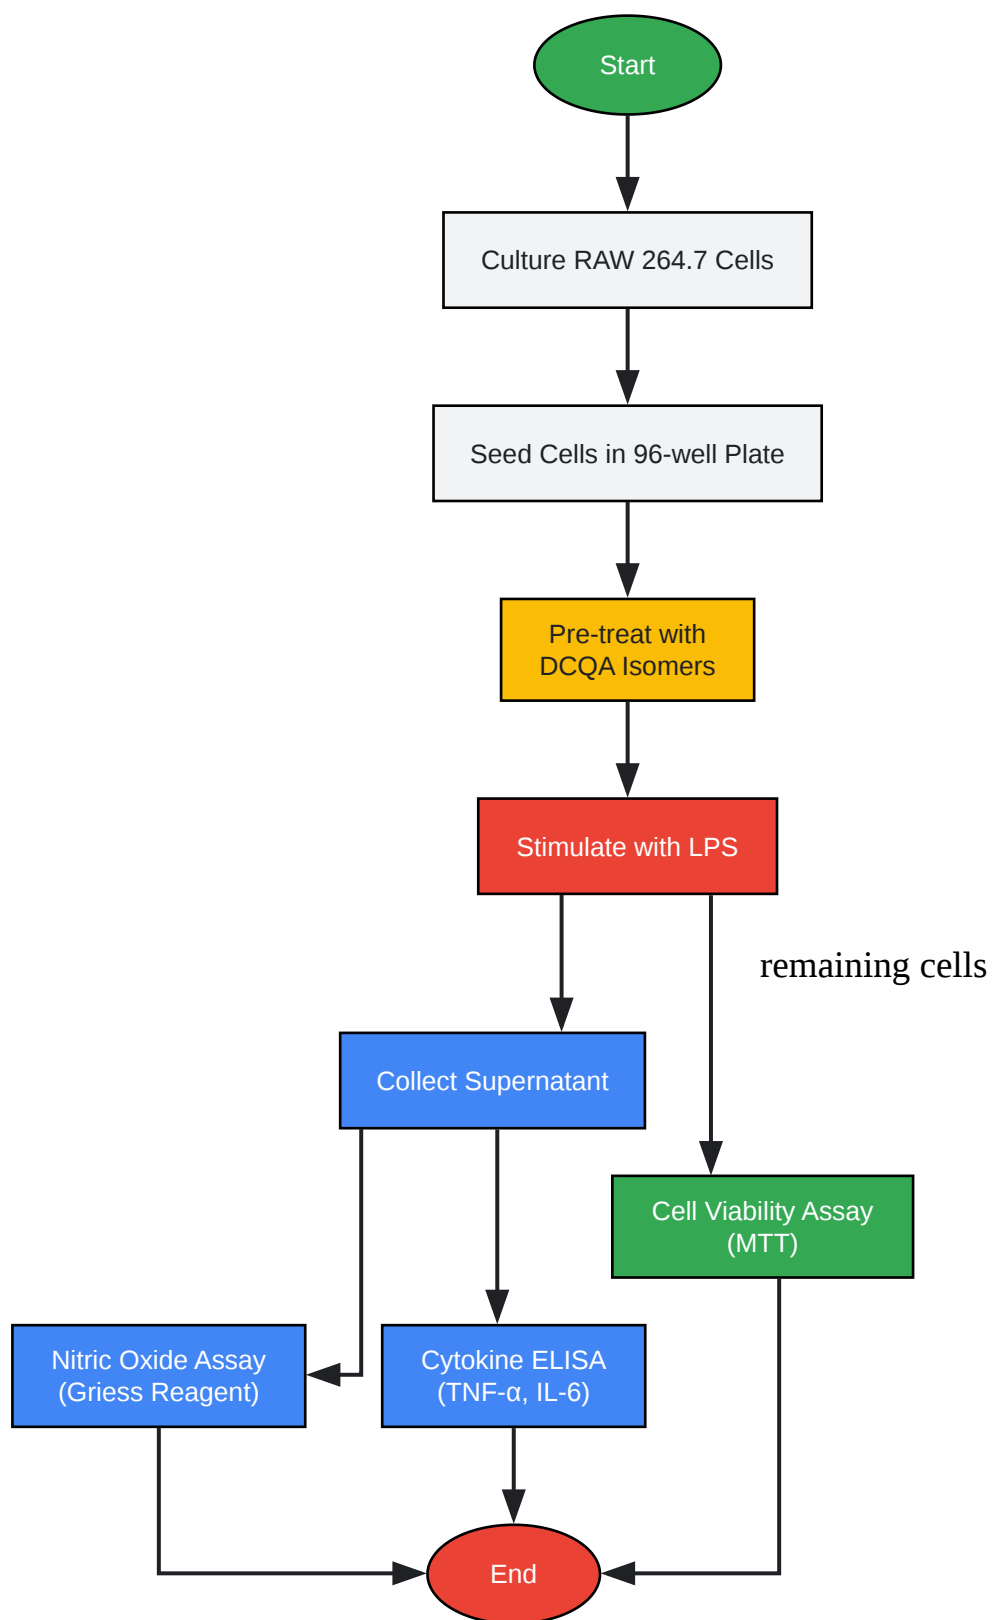 Start
Culture RAW 264.7 Cells
Seed Cells in 96-well Plate
Pre-treat with
DCQA Isomers
Stimulate with LPS
remaining cells
Collect Supernatant
Cell Viability Assay
(MTT)
Nitric Oxide Assay
(Griess Reagent)
Cytokine ELISA
(TNF-α, IL-6)
End